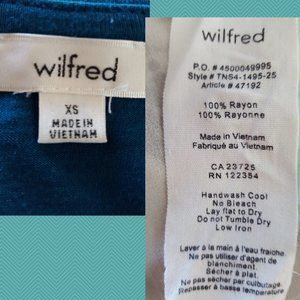 wilfred
XS
MADE IN
VIETNAM
wilfred
P.O. # 4500049995
Style # TNS4-1495-25
Article # 47192
100% Rayon
100% Rayonne
Made in Vietnam
Fabriqué au Vietnam
CA 23725
RN 122354
Handwash Cool
No Bleach
Lay flat to Dry
Do not Tumble Dry
Low Iron
Laver à la main à l'eau fraiche
Ne pas utiliser d'agent de
blanchiment.
Sécher à plat.
Ne pas sécher par culbutage
Repasser à basse température